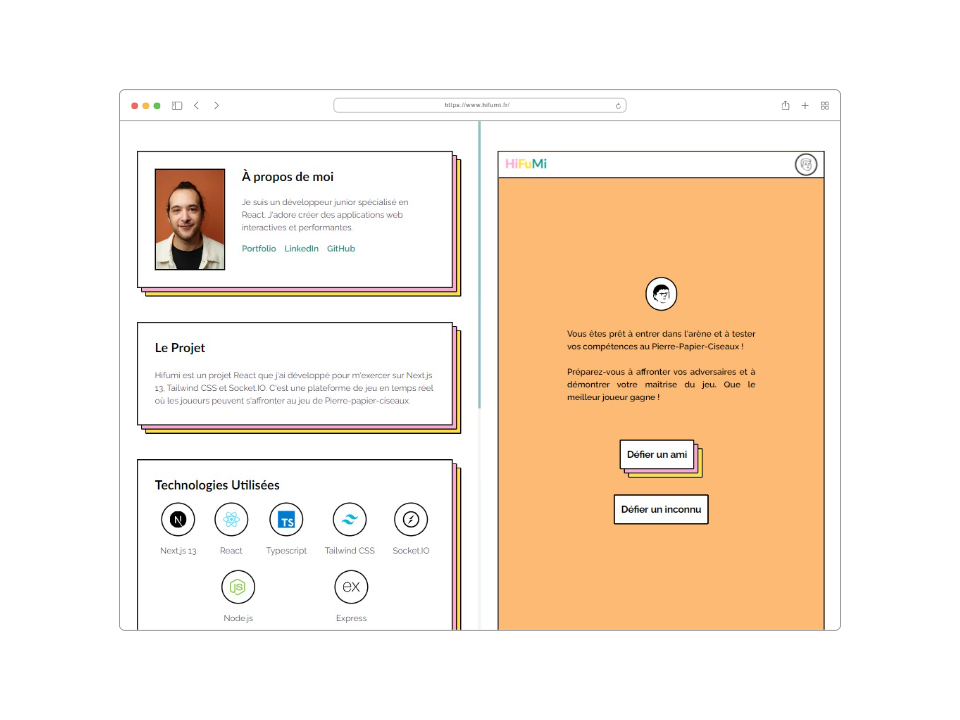 https://www.hifumi.fr/
À propos de moi
Je suis un développeur junior spécialisé en
React. J'adore créer des applications web
interactives et performantes.
Portfolio LinkedIn GitHub
Le Projet
Hifumi est un projet React que j'ai développé pour m'exercer sur Next.js
13, Tailwind CSS et Socket.IO. C'est une plateforme de jeu en temps réel
où les joueurs peuvent s'affronter au jeu de Pierre-papier-ciseaux.
Technologies Utilisées
N
TS
Next.js 13 React Typescript Tailwind CSS Socket.IO
JS
ex
Node.js Express
HiFuMi
Vous êtes prêt à entrer dans l'arène et à tester
vos compétences au Pierre-Papier-Ciseaux !
Préparez-vous à affronter vos adversaires et à
démontrer votre maîtrise du jeu. Que le
meilleur joueur gagne !
Défier un ami
Défier un inconnu